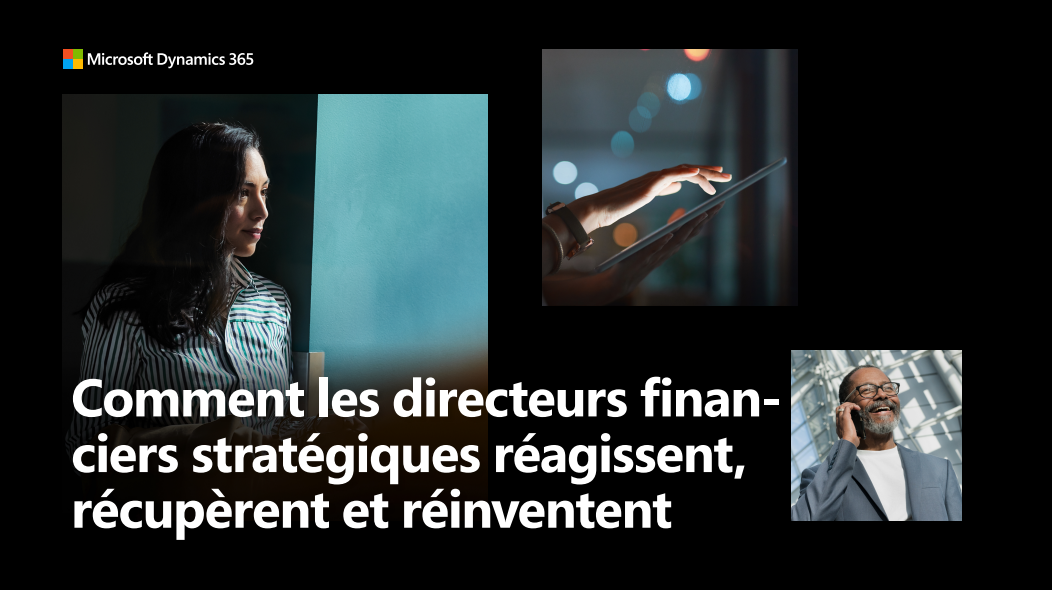 Microsoft Dynamics 365
Comment les directeurs finan-
ciers stratégiques réagissent,
récupèrent et réinventent